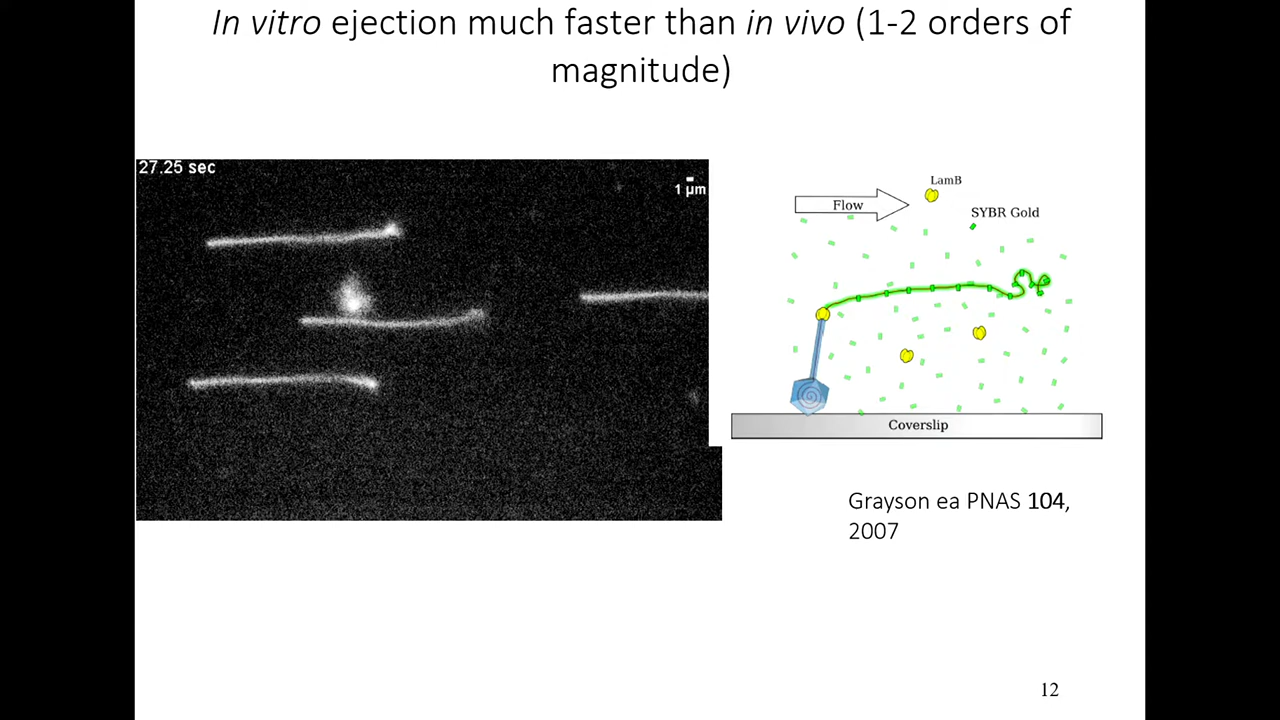 In vitro ejection much faster than in vivo (1-2 orders of
magnitude)
27.25 sec
1 µm
LamB
Flow
SYBR Gold
Coverslip
Grayson ea PNAS 104,
2007
12